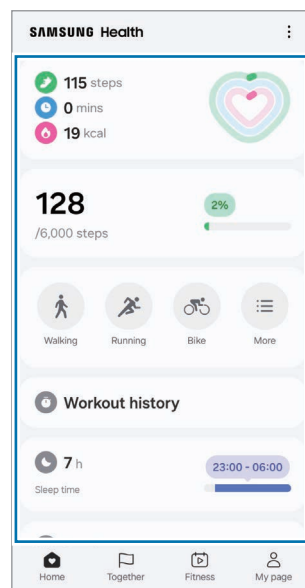 SAMSUNG Health
115 steps
0 mins
19 kcal
128
/6,000 steps
2%
Walking
Running
Bike
More
Workout history
7 h
23:00 - 06:00
Sleep time
Home
Together
Fitness
My page